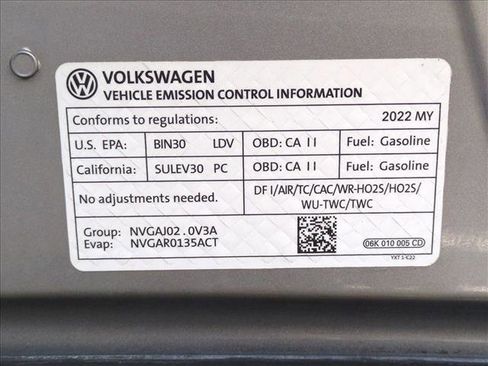 VOLKSWAGEN
VEHICLE EMISSION CONTROL INFORMATION
Conforms to regulations: 2022 MY
U.S. EPA: BIN30 LDV OBD: CA II Fuel: Gasoline
California: SULEV30 PC OBD: CA II Fuel: Gasoline
No adjustments needed. DFI/AIR/TC/CAC/WR-HO2S/HO2S/
WU-TWC/TWC
Group: NVGAJ02.0V3A
Evap: NVGAR0135ACT
06K 010 005 CD